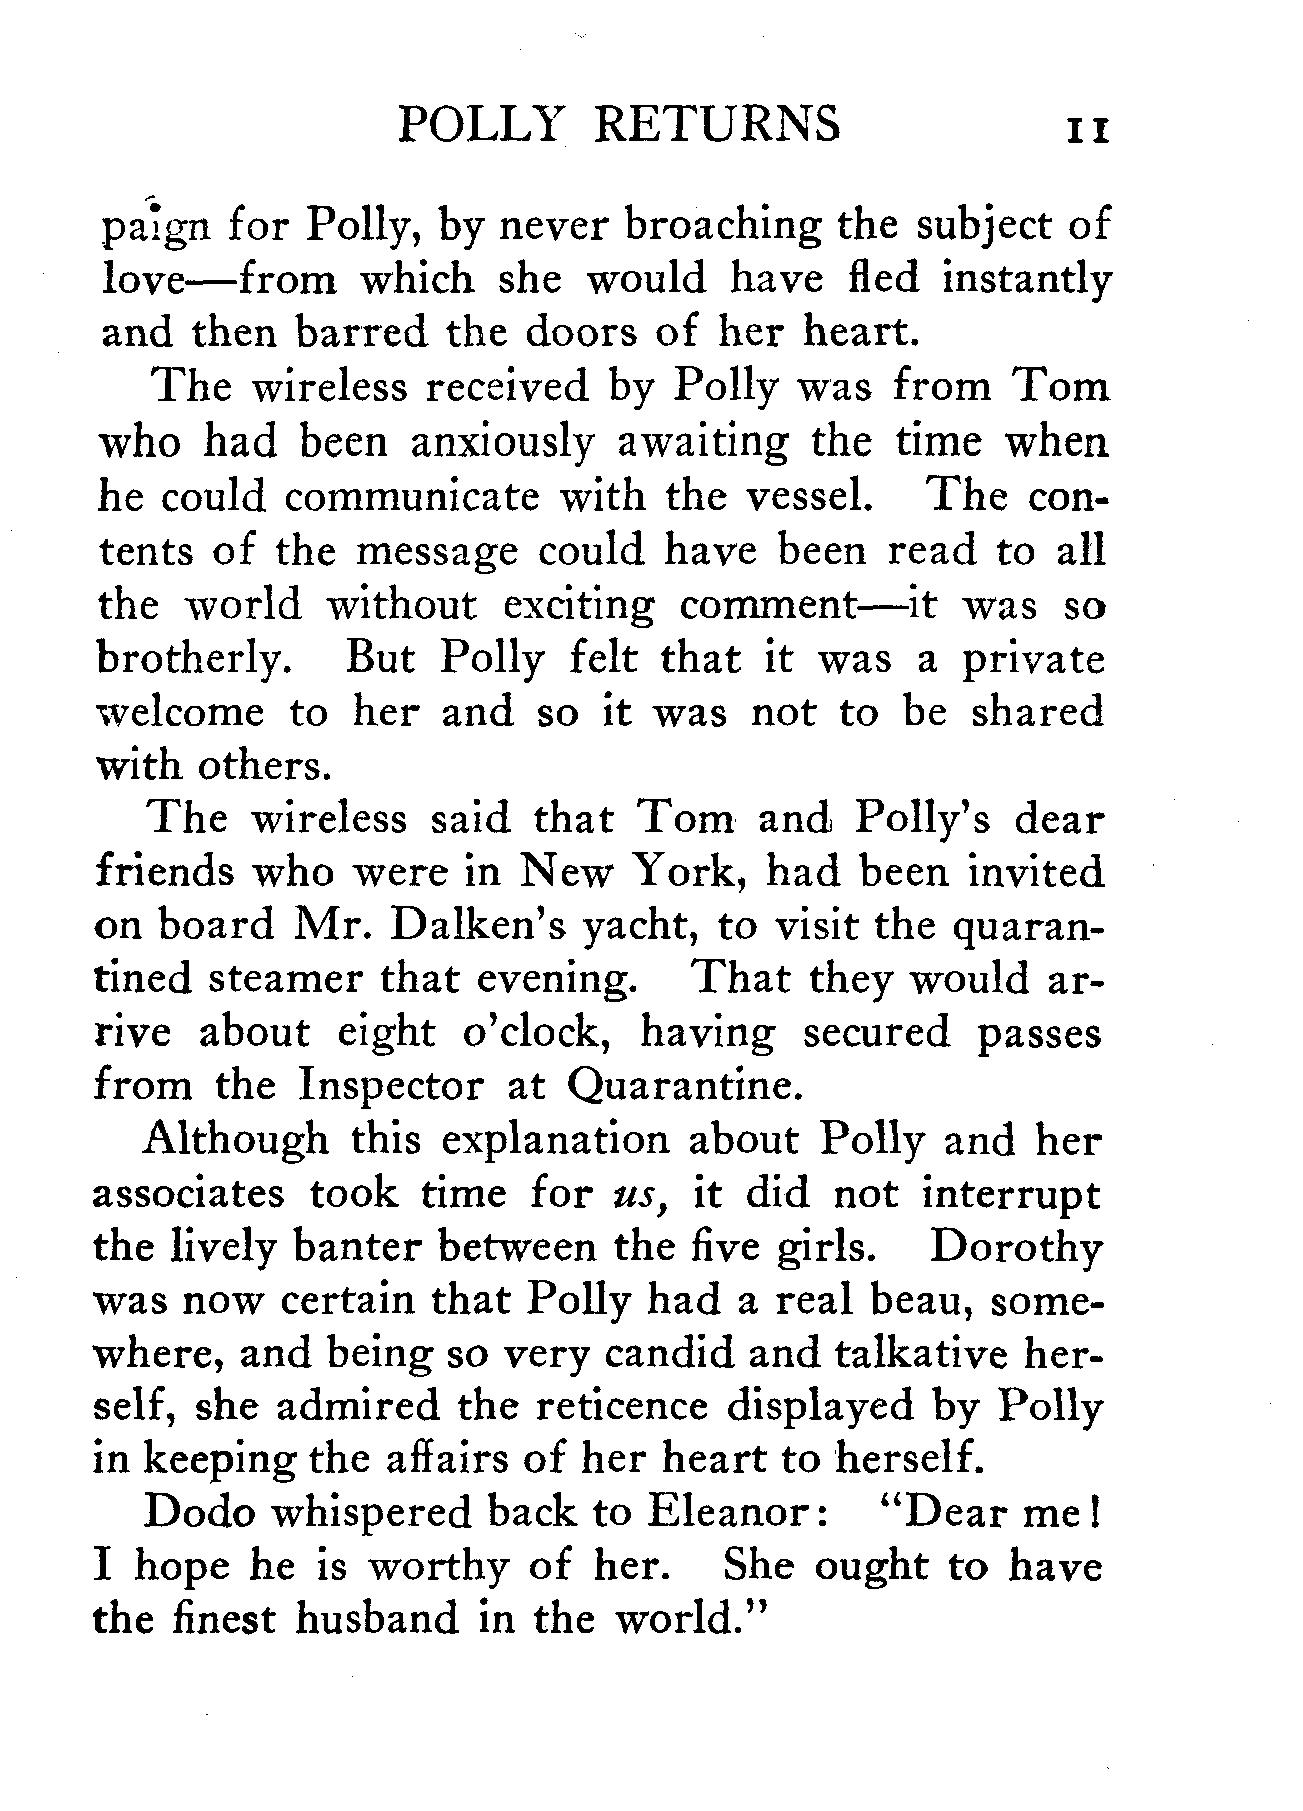 POLLY RETURNS 11
paign for Polly, by never broaching the subject of
love—from which she would have fled instantly
and then barred the doors of her heart.
The wireless received by Polly was from Tom
who had been anxiously awaiting the time when
he could communicate with the vessel. The con-
tents of the message could have been read to all
the world without exciting comment—it was so
brotherly. But Polly felt that it was a private
welcome to her and so it was not to be shared
with others.
The wireless said that Tom and Polly's dear
friends who were in New York, had been invited
on board Mr. Dalken's yacht, to visit the quaran-
tined steamer that evening. That they would ar-
rive about eight o'clock, having secured passes
from the Inspector at Quarantine.
Although this explanation about Polly and her
associates took time for us, it did not interrupt
the lively banter between the five girls. Dorothy
was now certain that Polly had a real beau, some-
where, and being so very candid and talkative her-
self, she admired the reticence displayed by Polly
in keeping the affairs of her heart to herself.
Dodo whispered back to Eleanor: "Dear me!
I hope he is worthy of her. She ought to have
the finest husband in the world."